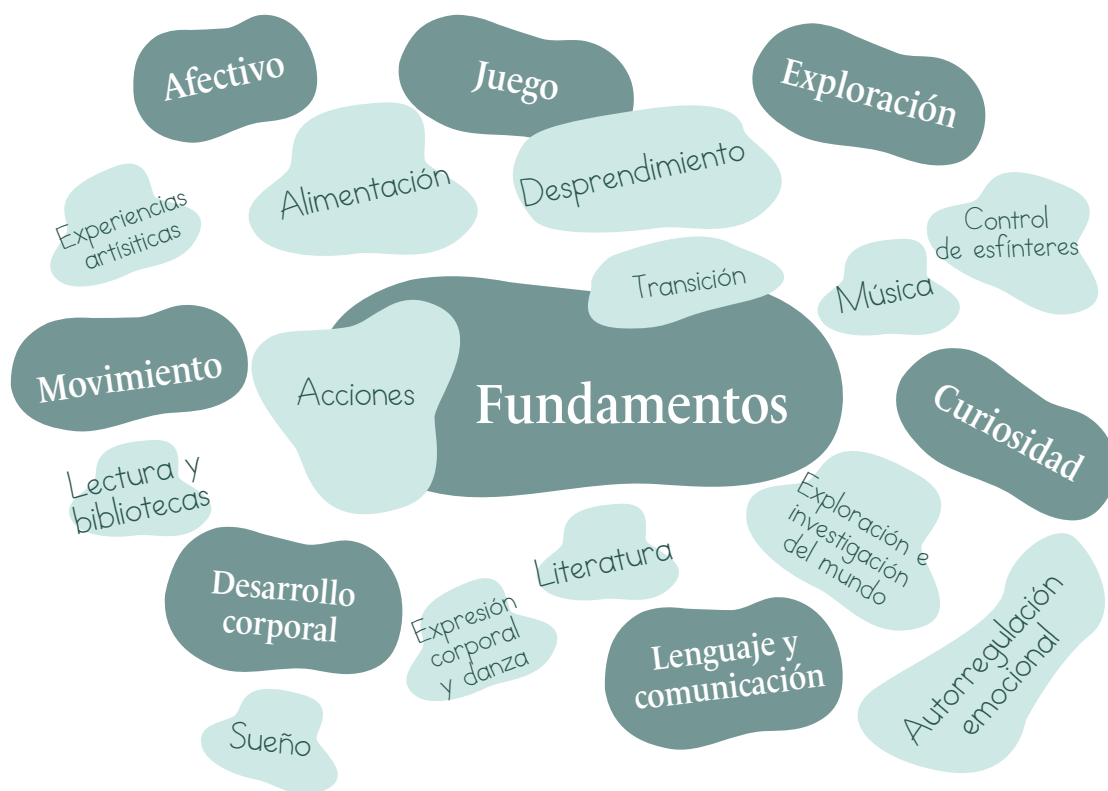 Afectivo
Juego
Exploración
Alimentación
Desprendimiento
Experiencias
artísiticas
Control
de esfínteres
Transición
Música
Movimiento
Acciones
Fundamentos
Curiosidad
Lectura y
bibliotecas
Exploración e
investigación
del mundo
Literatura
Desarrollo
corporal
Expresión
corporal
y danza
Lenguaje y
comunicación
Autorregulación
emocional
Sueño